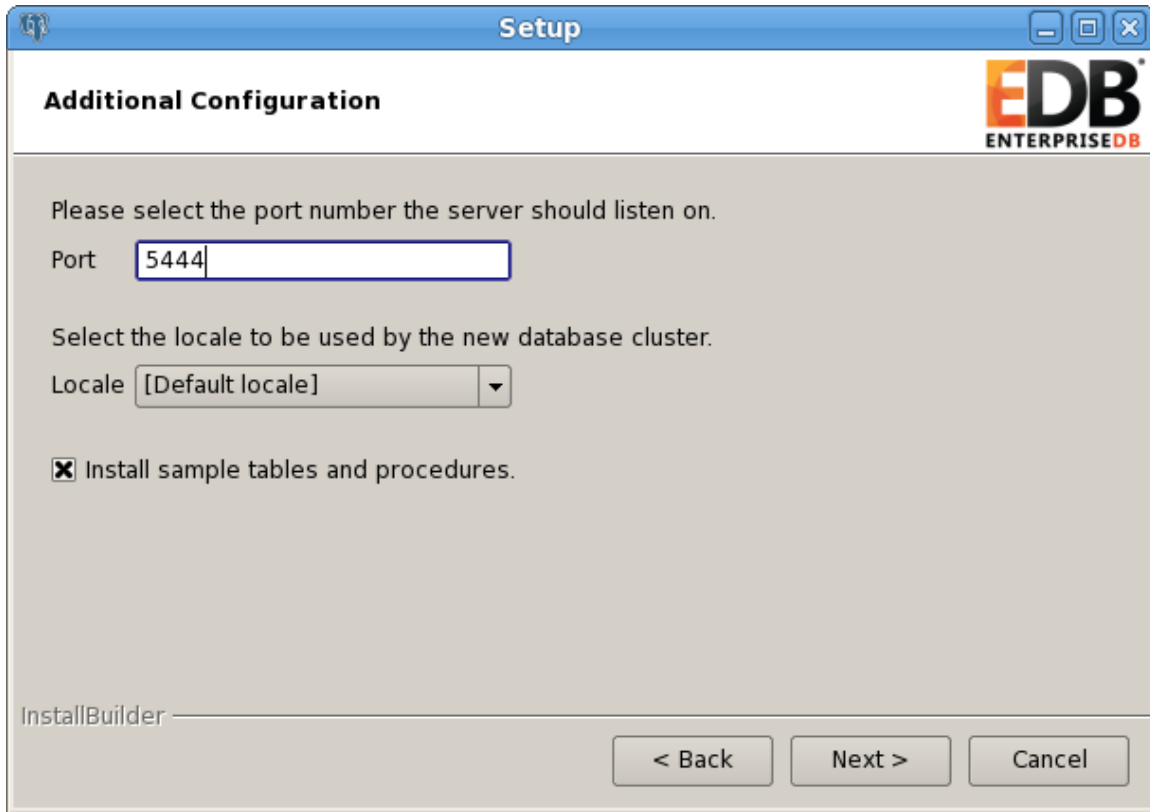 Setup
Additional Configuration
EDB
ENTERPRISEDB
Please select the port number the server should listen on.
Port 5444
Select the locale to be used by the new database cluster.
Locale [Default locale]
Install sample tables and procedures.
InstallBuilder
< Back Next > Cancel